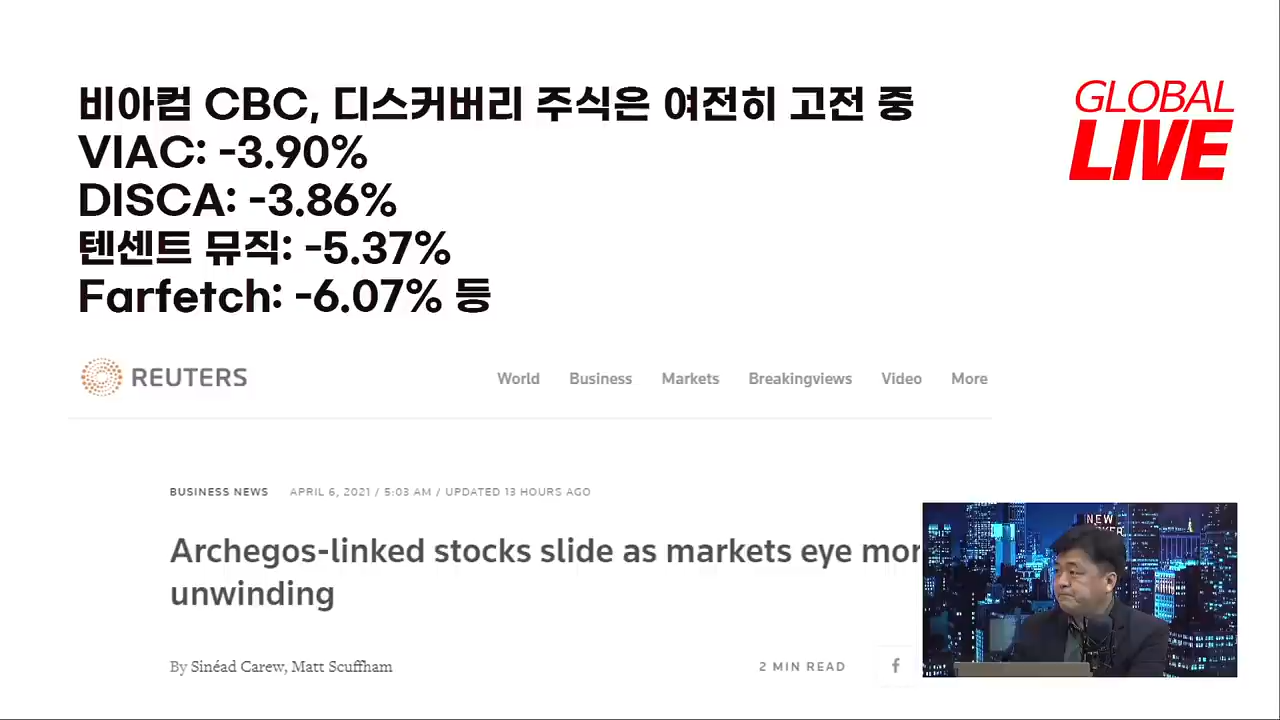 비아컴 CBC, 디스커버리 주식은 여전히 고전 중
VIAC: -3.90%
DISCA: -3.86%
텐센트 뮤직: -5.37%
Farfetch: -6.07% 등
GLOBAL
LIVE
REUTERS
World Business Markets Breakingviews Video More
BUSINESS NEWS APRIL 6, 2021 / 5:03 AM / UPDATED 13 HOURS AGO
Archegos-linked stocks slide as markets eye mor
unwinding
By Sinéad Carew, Matt Scuffham
2 MIN READ
f
NEW